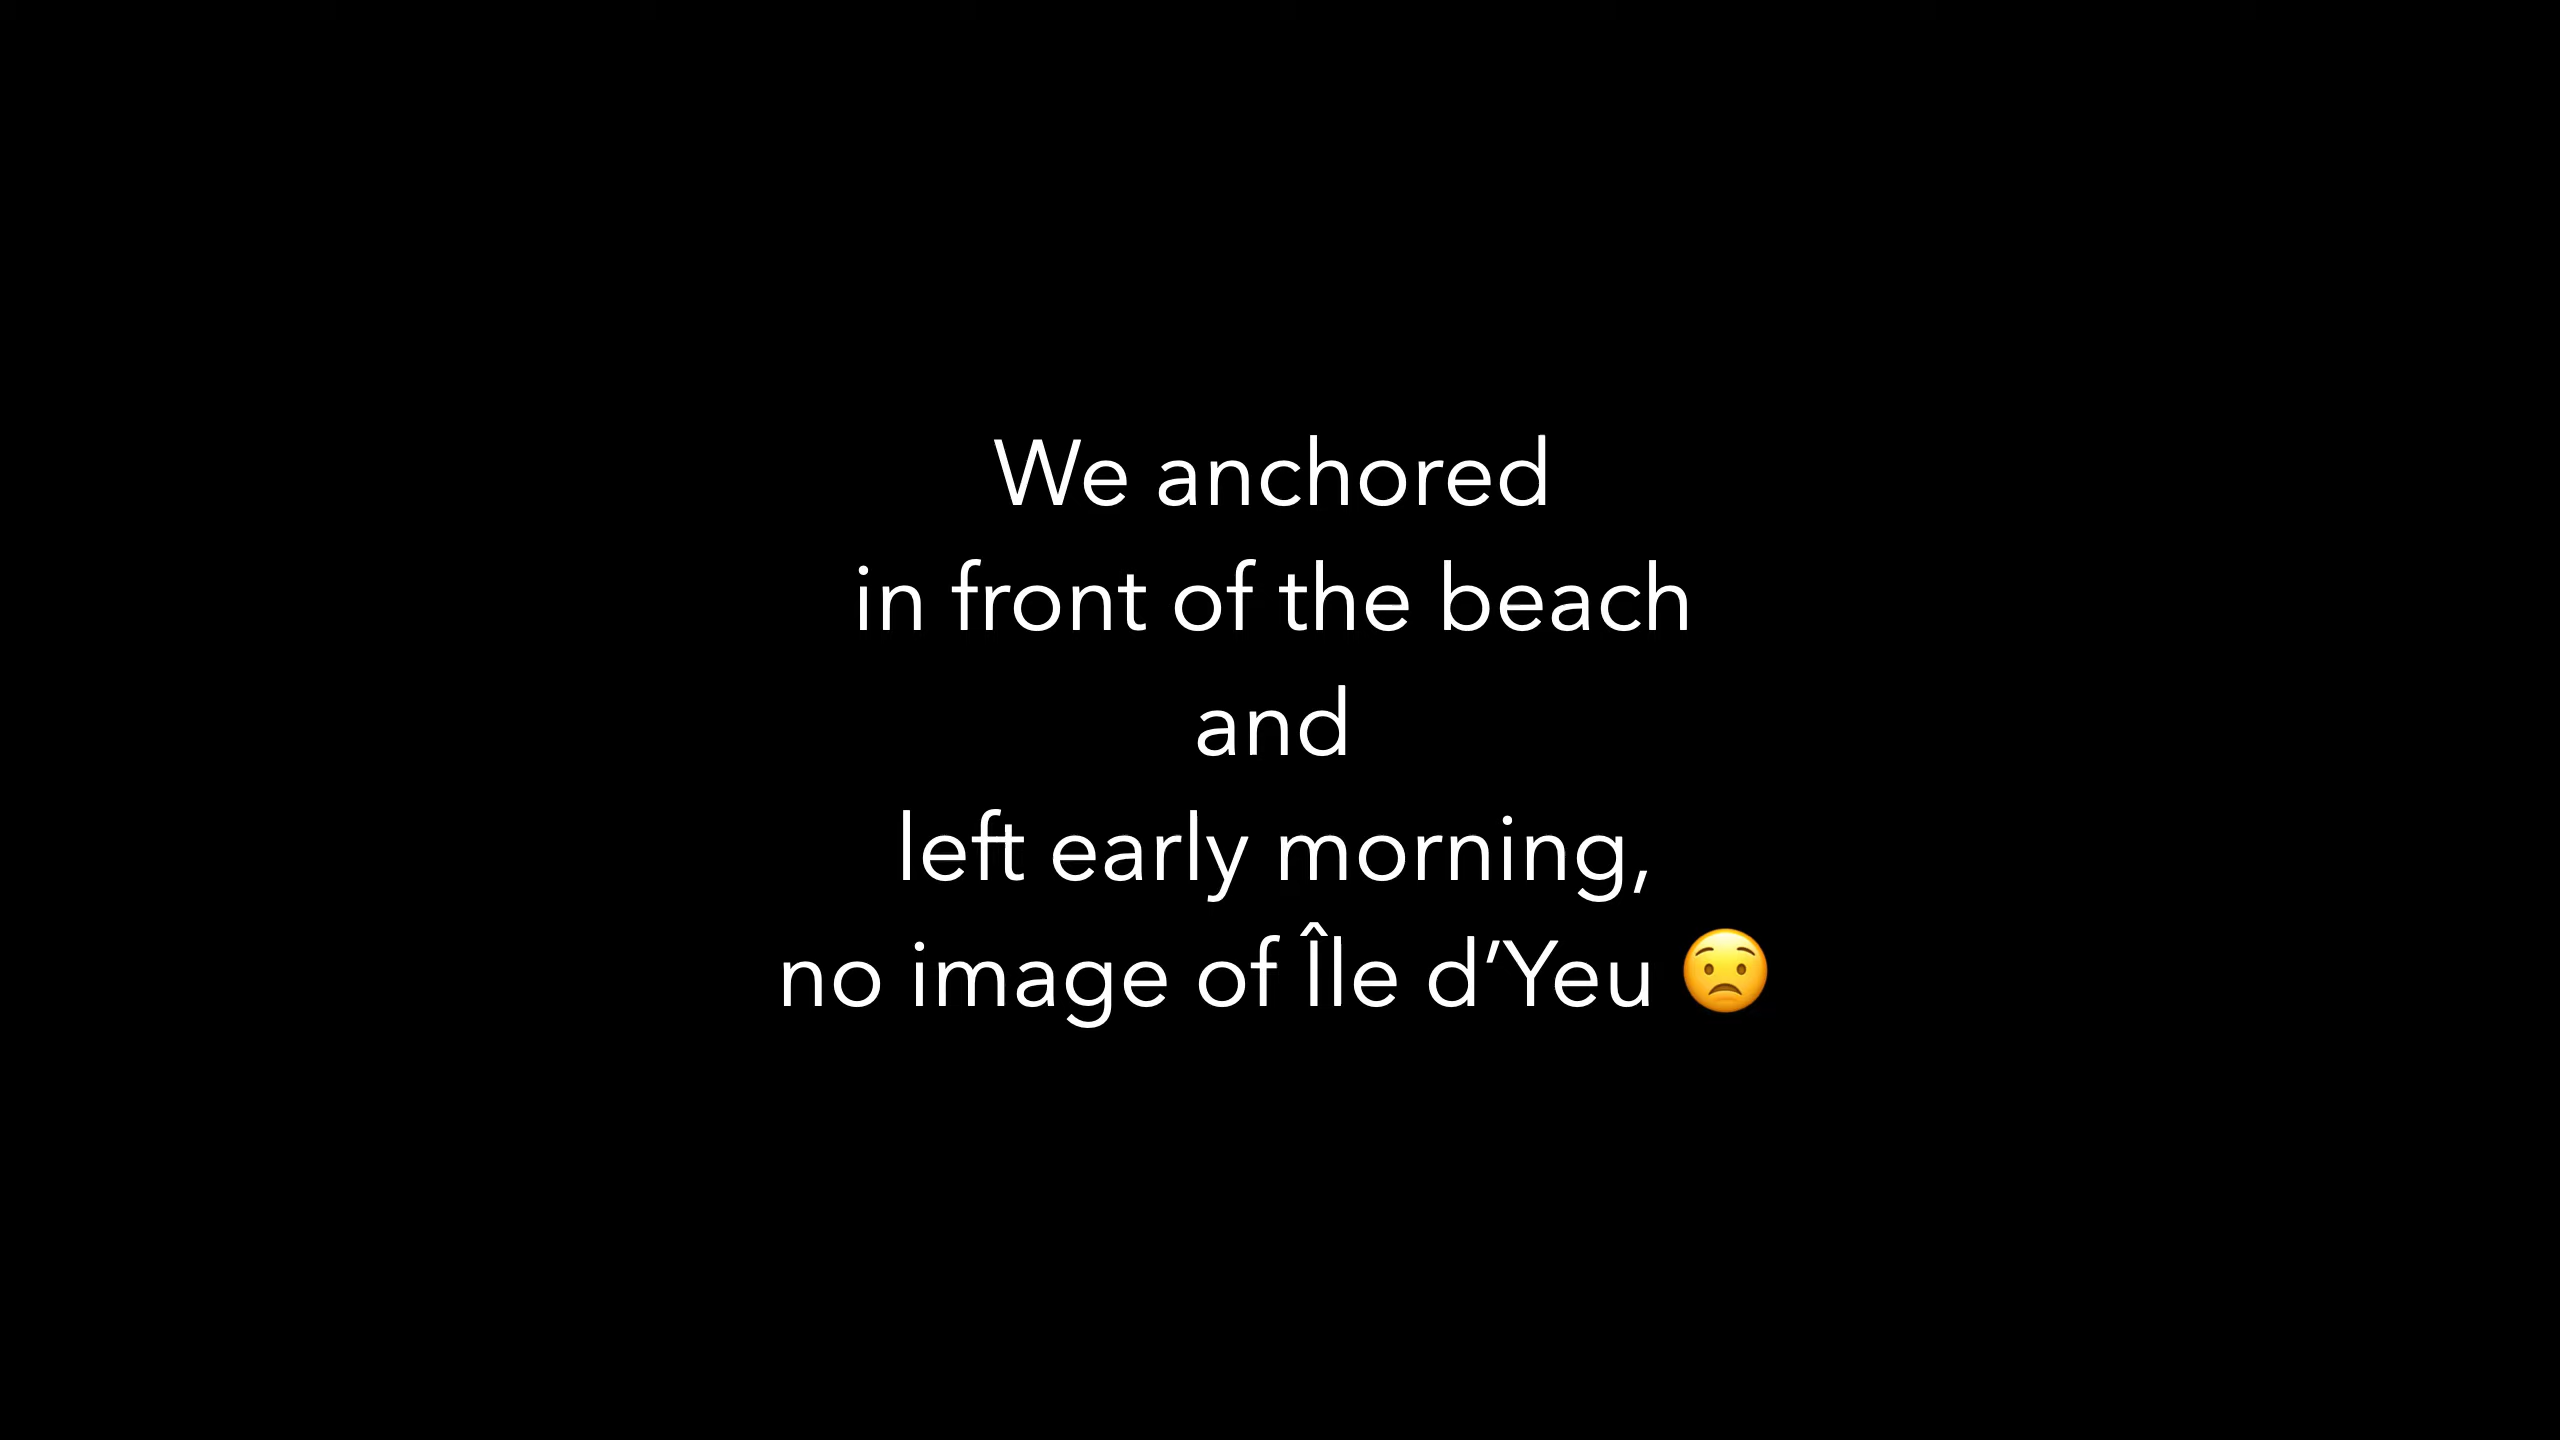 We anchored
in front of the beach
and
left early morning,
no image of Île d’Yeu 😟